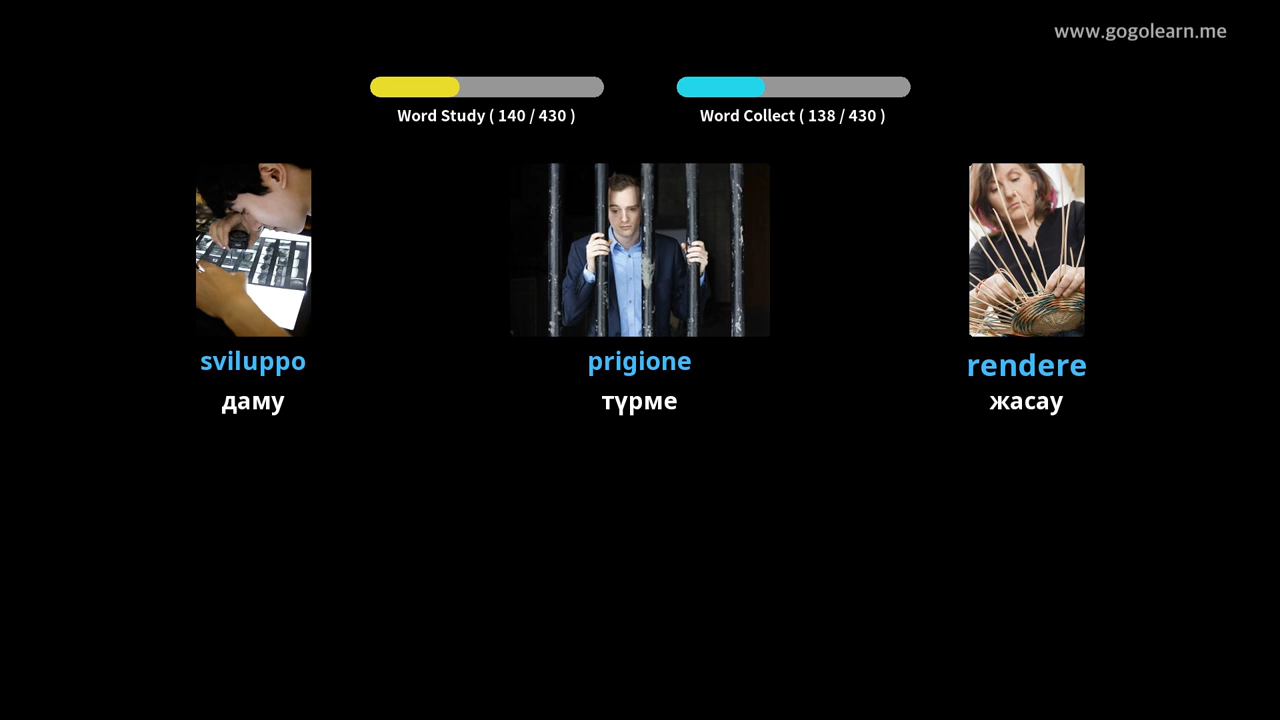 www.gogolearn.me
Word Study ( 140 / 430 )
Word Collect ( 138 / 430 )
sviluppo
prigione
rendere
даму
түрме
жасау